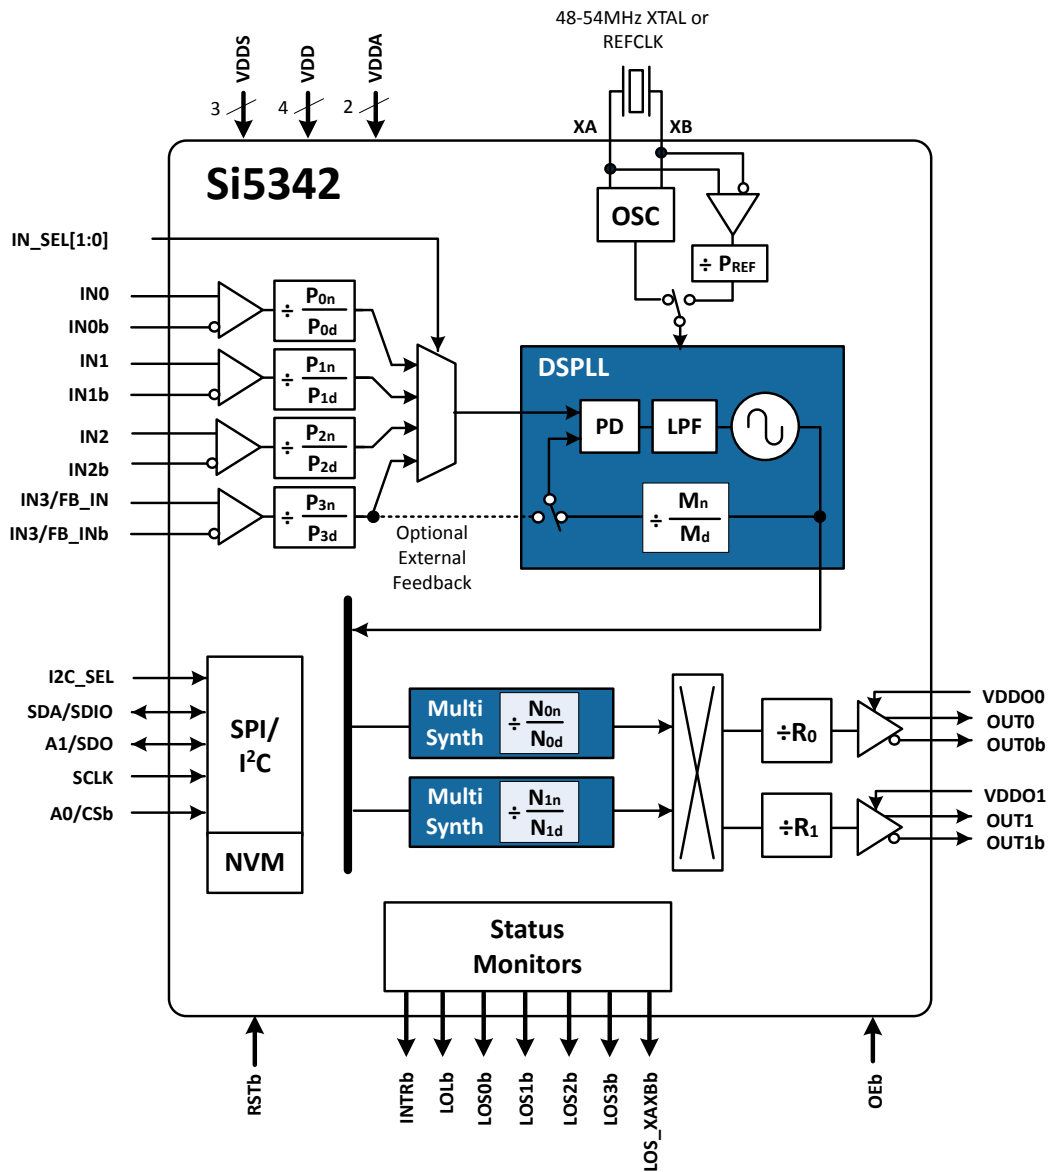 48-54MHz XTAL or
REFCLK
VDDS
VDD
VDDA
3
4
2
XA
XB
Si5342
OSC
÷ PREF
IN_SEL[1:0]
IN0
IN0b
÷ P0n
P0d
IN1
IN1b
÷ P1n
P1d
IN2
IN2b
÷ P2n
P2d
IN3/FB_IN
IN3/FB_INb
÷ P3n
P3d
Optional
External
Feedback
DSPLL
PD
LPF
÷ Mn
Md
I2C_SEL
SDA/SDIO
A1/SDO
SCLK
A0/CSb
SPI/
I²C
NVM
Multi
Synth
÷ N0n
N0d
Multi
Synth
÷ N1n
N1d
÷R0
÷R1
VDDO0
OUT0
OUT0b
VDDO1
OUT1
OUT1b
Status
Monitors
RSTb
INTRb
LOLb
LOS0b
LOS1b
LOS2b
LOS3b
LOS_XAXBb
OEb